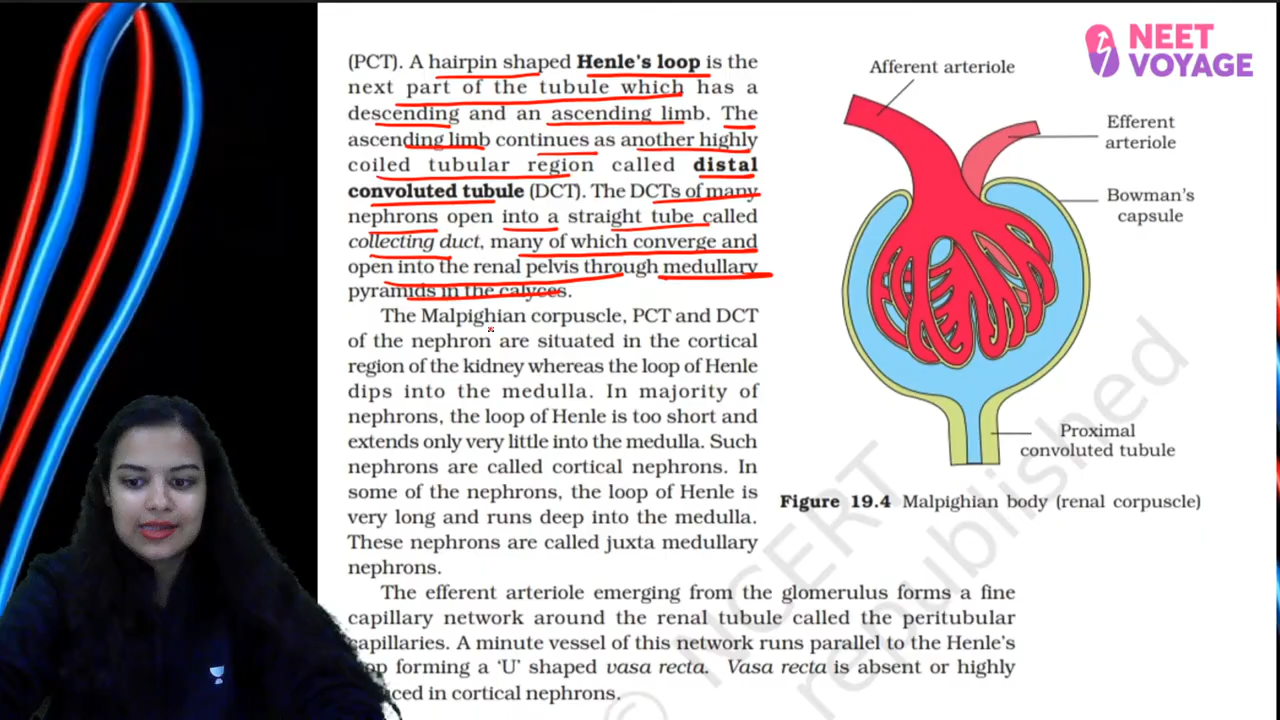 NEET
VOYAGE
(PCT). A hairpin shaped Henle's loop is the
next part of the tubule which has a
descending and an ascending limb. The
ascending limb continues as another highly
coiled tubular region called distal
convoluted tubule (DCT). The DCTs of many
nephrons open into a straight tube called
collecting duct, many of which converge and
open into the renal pelvis through medullary
pyramids in the calyces.
The Malpighian corpuscle, PCT and DCT
of the nephron are situated in the cortical
region of the kidney whereas the loop of Henle
dips into the medulla. In majority of
nephrons, the loop of Henle is too short and
extends only very little into the medulla. Such
nephrons are called cortical nephrons. In
some of the nephrons, the loop of Henle is
very long and runs deep into the medulla.
These nephrons are called juxta medullary
nephrons.
Afferent arteriole
Efferent
arteriole
Bowman's
capsule
Proximal
convoluted tubule
Figure 19.4 Malpighian body (renal corpuscle)
The efferent arteriole emerging from the glomerulus forms a fine
capillary network around the renal tubule called the peritubular
capillaries. A minute vessel of this network runs parallel to the Henle's
forming a 'U' shaped vasa recta. Vasa recta is absent or highly
in cortical nephrons.
© NCERT
republished